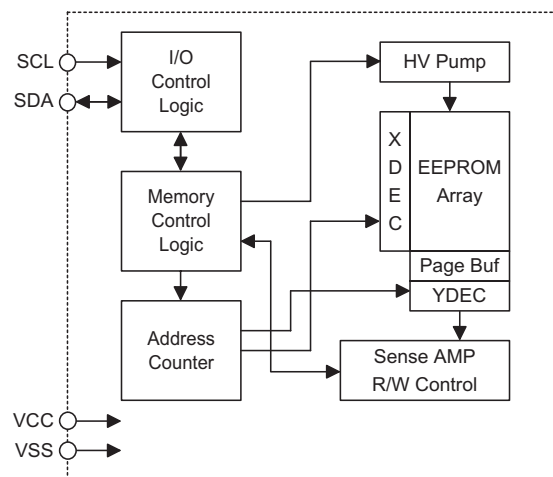 SCL
SDA
I/O
Control
Logic
HV Pump
X
D
E
C
EEPROM
Array
Memory
Control
Logic
Page Buf
YDEC
Address
Counter
Sense AMP
R/W Control
VCC
VSS